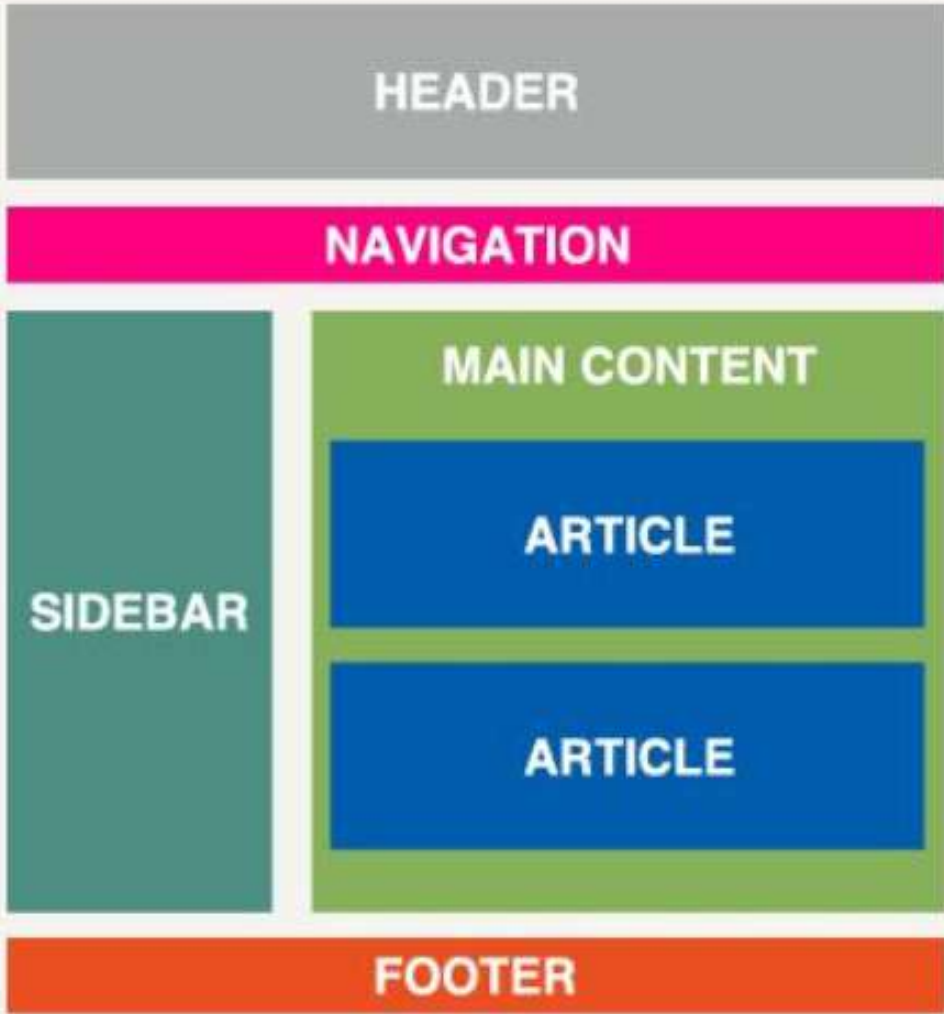 HEADER
NAVIGATION
MAIN CONTENT
ARTICLE
SIDEBAR
ARTICLE
FOOTER